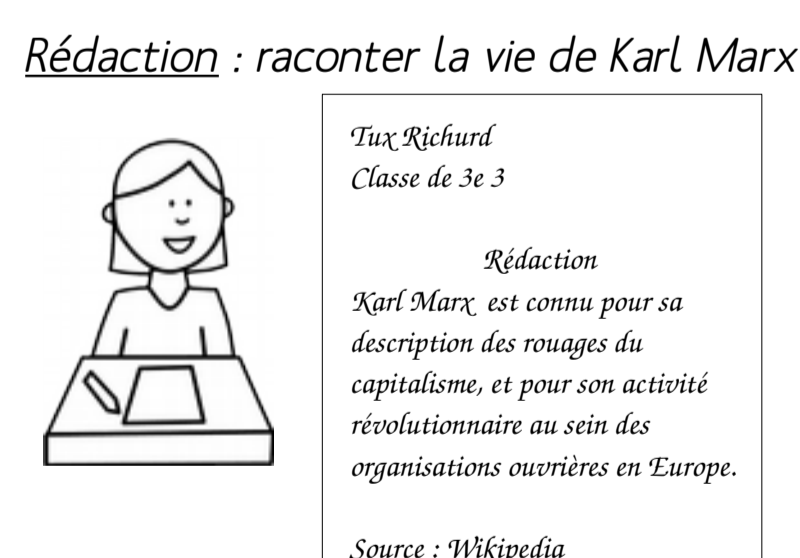 Rédaction : raconter la vie de Karl Marx
Tux Richurd
Classe de 3e 3
Rédaction
Karl Marx est connu pour sa
description des rouages du
capitalisme, et pour son activité
révolutionnaire au sein des
organisations ouvrières en Europe.
Source : Wikipedia